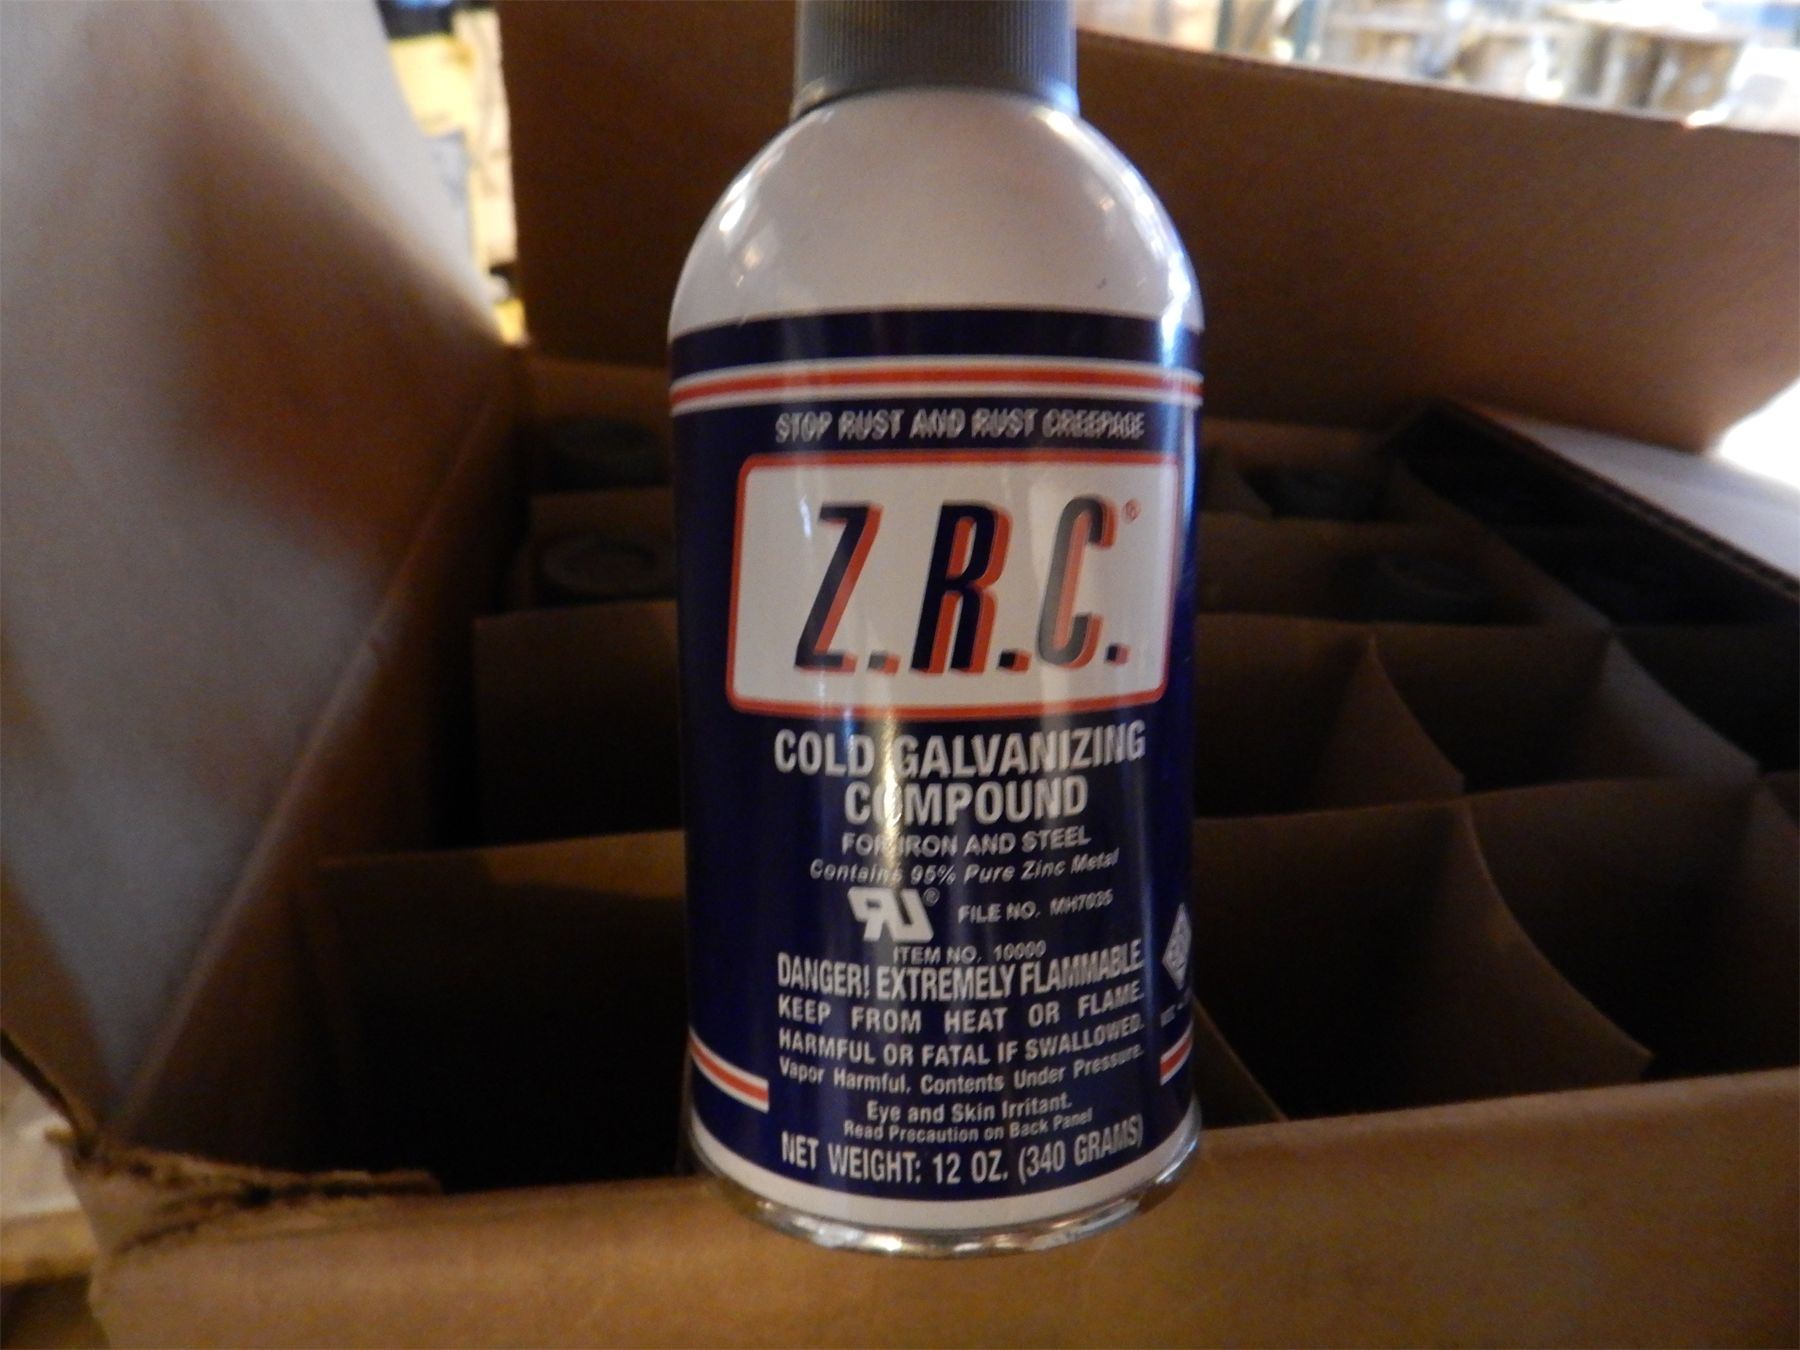 STOP RUST AND RUST CREEPAGE
Z.R.C.®
COLD GALVANIZING
COMPOUND
FOR IRON AND STEEL
Contains 95% Pure Zinc Metal
®
FILE NO. MH7035
ITEM NO. 10000
DANGER! EXTREMELY FLAMMABLE.
KEEP FROM HEAT OR FLAME.
HARMFUL OR FATAL IF SWALLOWED.
Vapor Harmful, Contents Under Pressure.
Eye and Skin Irritant.
Read Precaution on Back Panel
NET WEIGHT: 12 OZ. (340 GRAMS)